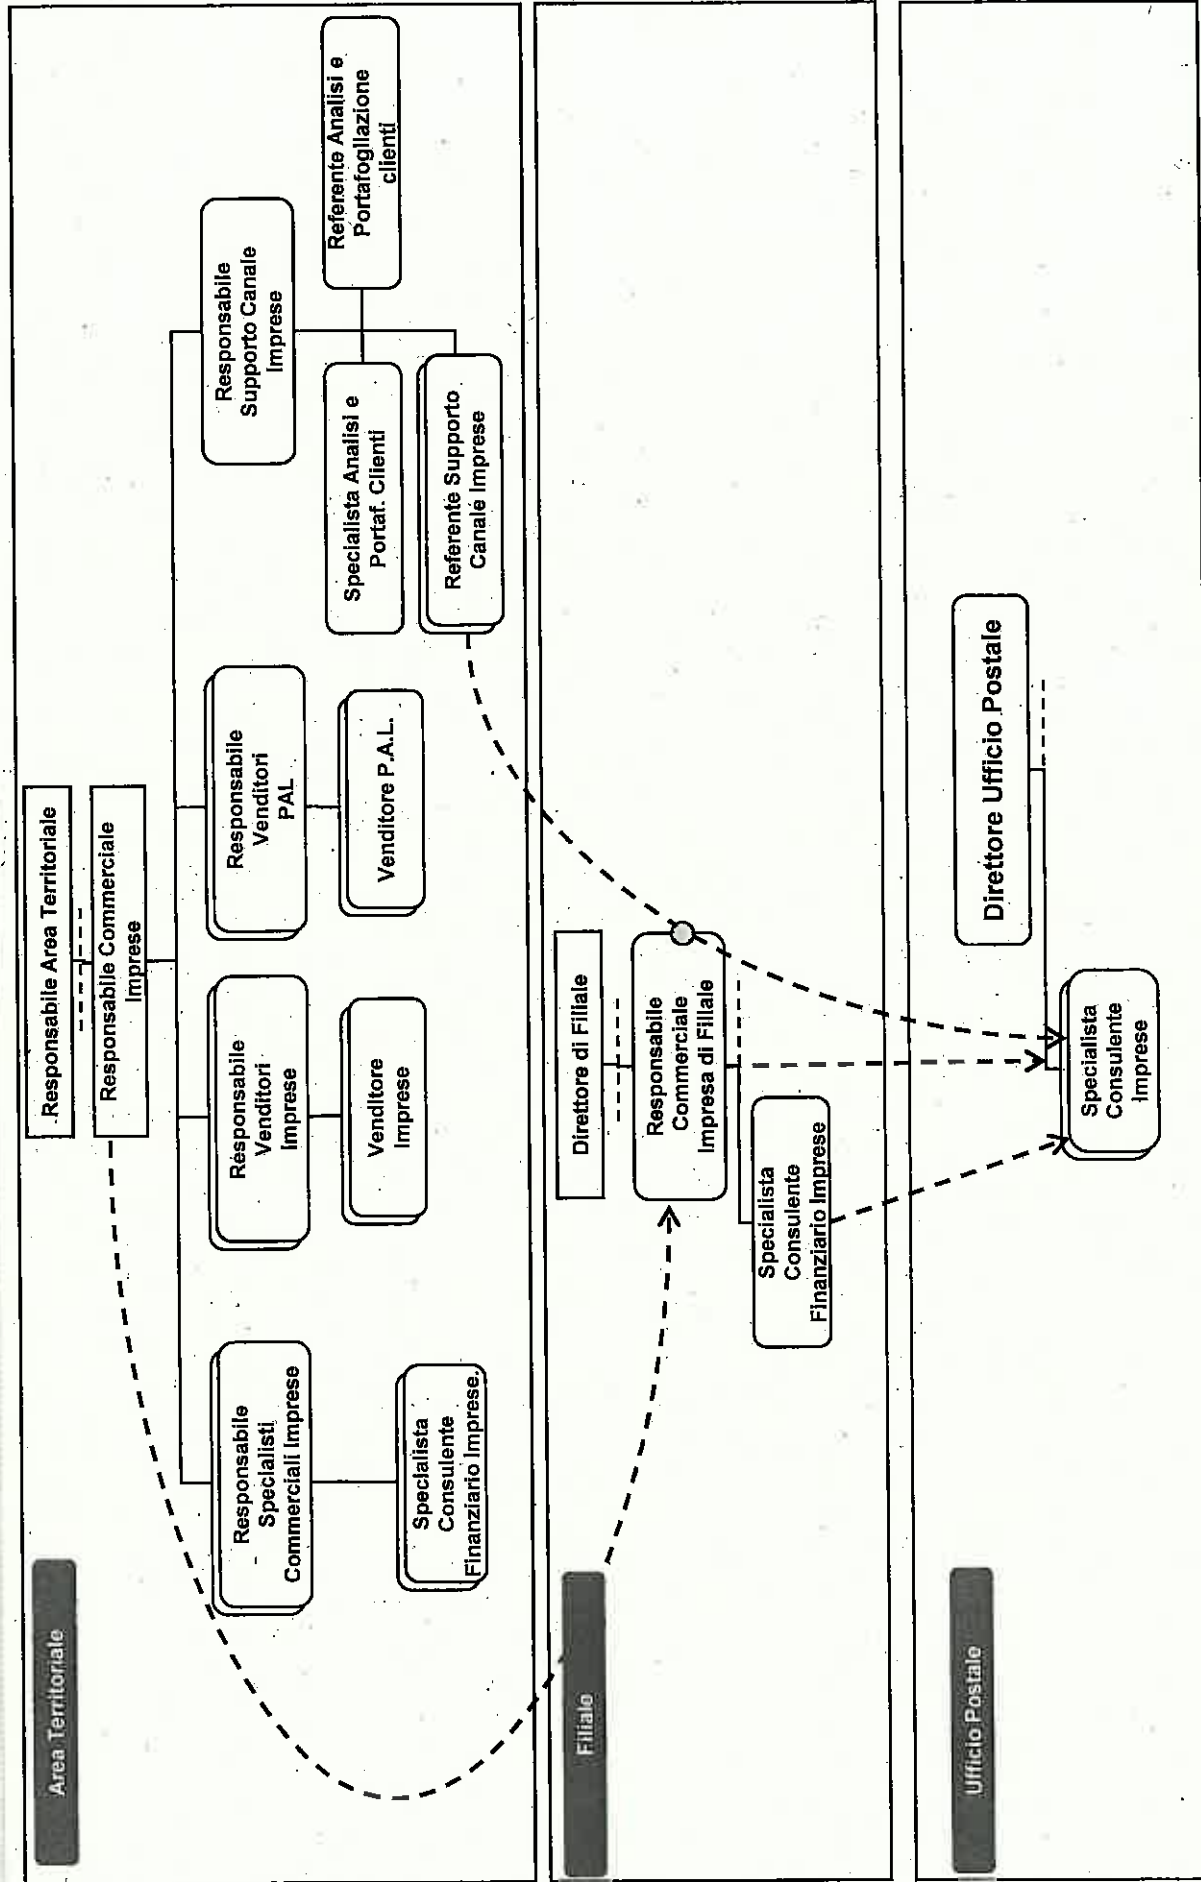 Area Territoriale
Responsabile Area Territoriale
Responsabile Commerciale
Imprese
Responsabile
Specialisti
Commerciali Imprese
Responsabile
Venditori
Imprese
Responsabile
Venditori
PAL
Responsabile
Supporto Canale
Imprese
Specialista
Consulente
Finanziario Imprese
Venditore
Imprese
Venditore P.A.L.
Specialista Analisi e
Portaf. Clienti
Referente Analisi e
Portafogliazione
clienti
Referente Supporto
Canale Imprese
Filiale
Direttore di Filiale
Responsabile
Commerciale
Impresa di Filiale
Specialista
Consulente
Finanziario Imprese
Ufficio Postale
Direttore Ufficio Postale
Specialista
Consulente
Imprese